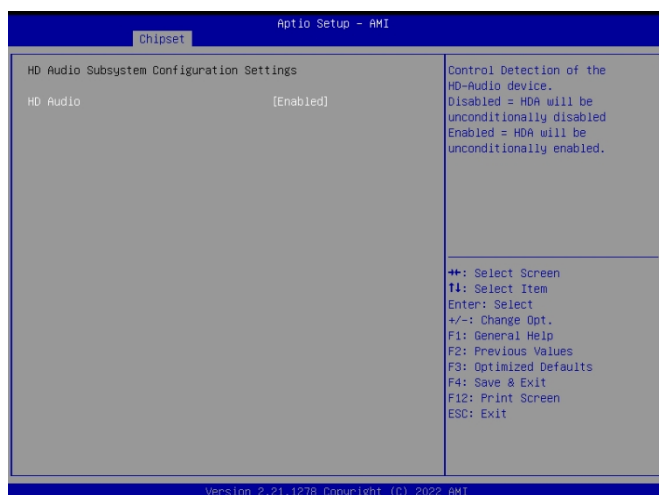 Aptio Setup - AMI
Chipset
HD Audio Subsystem Configuration Settings
HD Audio [Enabled]
Control Detection of the
HD-Audio device.
Disabled = HDA will be
unconditionally disabled
Enabled = HDA will be
unconditionally enabled.
→←: Select Screen
↑↓: Select Item
Enter: Select
+/-: Change Opt.
F1: General Help
F2: Previous Values
F3: Optimized Defaults
F4: Save & Exit
F12: Print Screen
ESC: Exit
Version 2.21.1278 Copyright (C) 2022 AMI